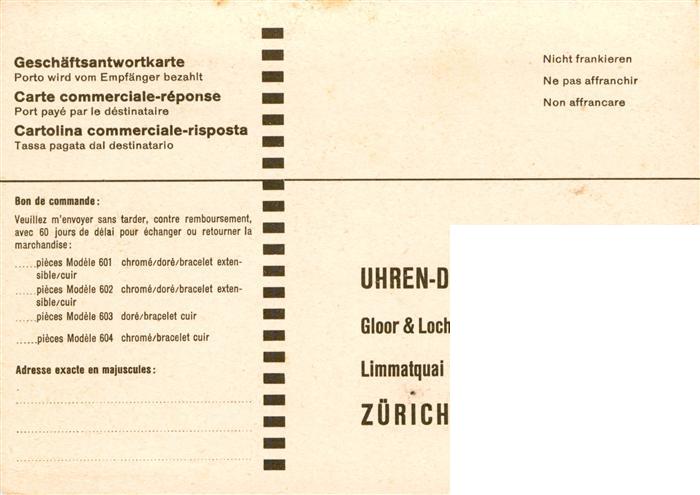 Geschäftsantwortkarte
Porto wird vom Empfänger bezahlt
Carte commerciale-réponse
Port payé par le déstinataire
Cartolina commerciale-risposta
Tassa pagata dal destinatario
Nicht frankieren
Ne pas affranchir
Non affrancare
Bon de commande:
Veuillez m'envoyer sans tarder, contre remboursement,
avec 60 jours de délai pour échanger ou retourner la
marchandise:
......pièces Modèle 601 chromé/doré/bracelet exten-
sible/cuir
......pièces Modèle 602 chromé/doré/bracelet exten-
sible/cuir
......pièces Modèle 603 doré/bracelet cuir
......pièces Modèle 604 chromé/bracelet cuir
Adresse exacte en majuscules:
UHREN-D
Gloor & Loch
Limmatquai
ZÜRICH